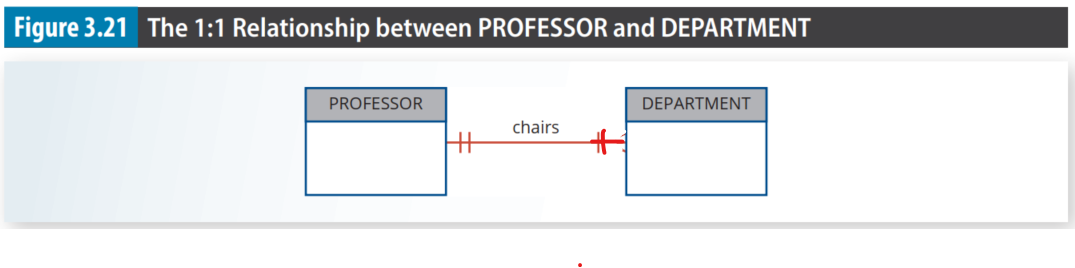 Figure 3.21 The 1:1 Relationship between PROFESSOR and DEPARTMENT
PROFESSOR
DEPARTMENT
chairs